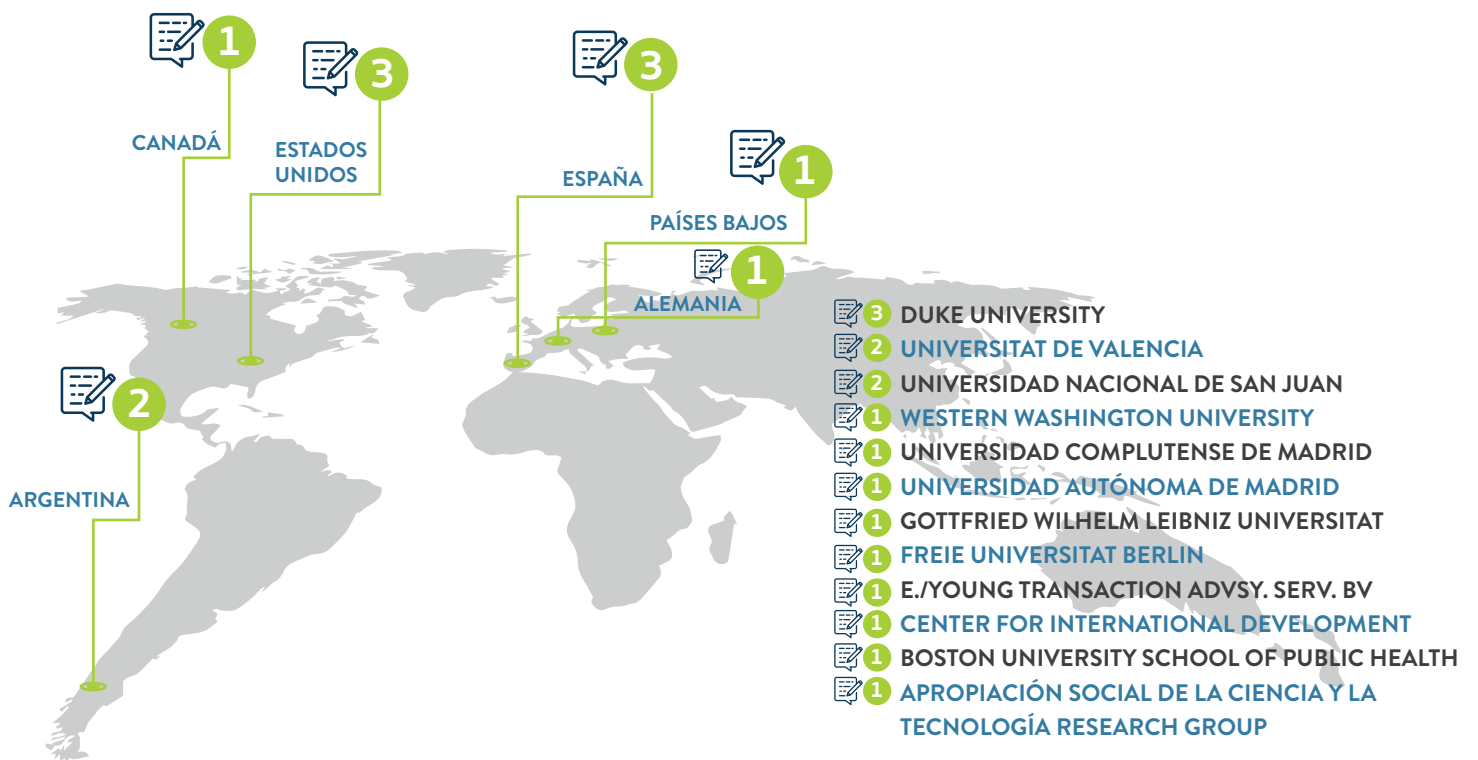 1
CANADÁ
3
ESTADOS
UNIDOS
3
ESPAÑA
1
PAÍSES BAJOS
1
ALEMANIA
2
ARGENTINA
3 DUKE UNIVERSITY
2 UNIVERSITAT DE VALENCIA
2 UNIVERSIDAD NACIONAL DE SAN JUAN
1 WESTERN WASHINGTON UNIVERSITY
1 UNIVERSIDAD COMPLUTENSE DE MADRID
1 UNIVERSIDAD AUTÓNOMA DE MADRID
1 GOTTFRIED WILHELM LEIBNIZ UNIVERSITAT
1 FREIE UNIVERSITAT BERLIN
1 E./YOUNG TRANSACTION ADVSY. SERV. BV
1 CENTER FOR INTERNATIONAL DEVELOPMENT
1 BOSTON UNIVERSITY SCHOOL OF PUBLIC HEALTH
1 APROPIACIÓN SOCIAL DE LA CIENCIA Y LA
TECNOLOGÍA RESEARCH GROUP